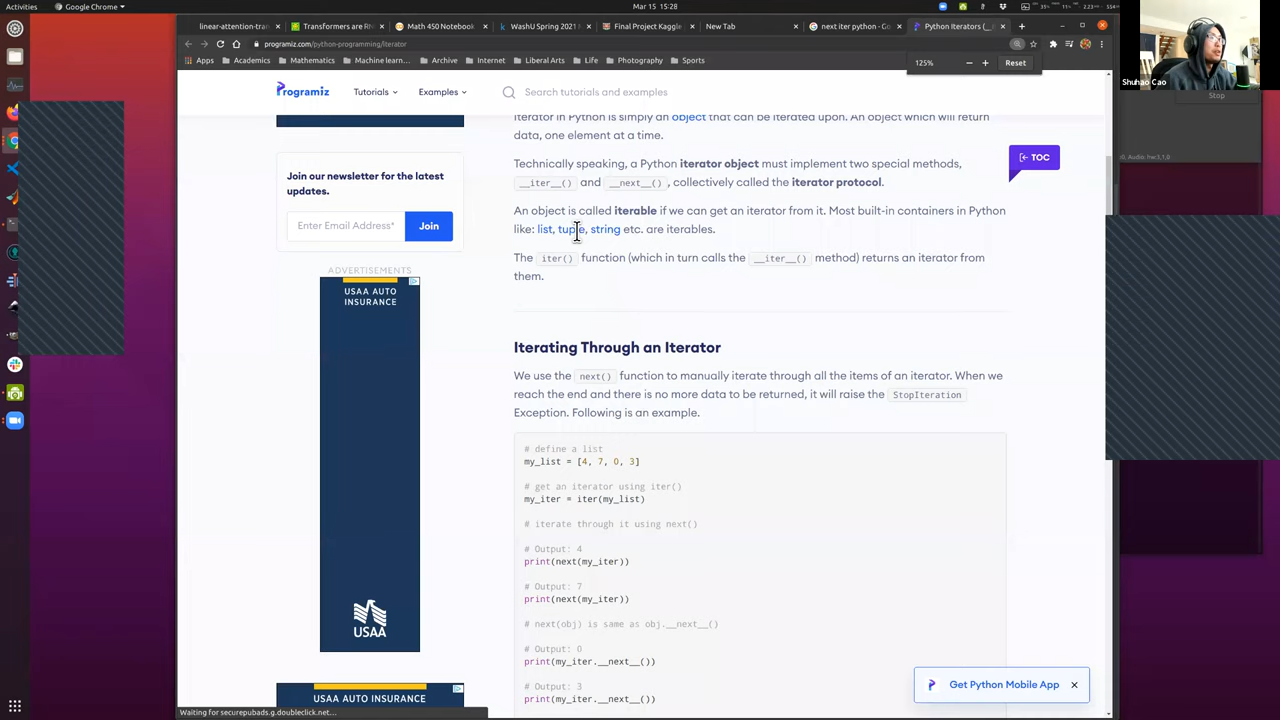 Activities
Google Chrome
Mar 15 15:28
linear-attention-tran
Transformers are RN
Math 450 Notebook
WashU Spring 2021
Final Project Kaggle
New Tab
next iter python - Go
Python Iterators (__i
programiz.com/python-programming/iterator
Apps
Academics
Mathematics
Machine learn…
Archive
Internet
Liberal Arts
Life
Photography
Sports
125%
Reset
Shuhao Cao
Stop
Programiz
Tutorials
Examples
Search tutorials and examples
Iterator in Python is simply an object that can be iterated upon. An object which will return
data, one element at a time.
Technically speaking, a Python iterator object must implement two special methods,
__iter__() and __next__(), collectively called the iterator protocol.
An object is called iterable if we can get an iterator from it. Most built-in containers in Python
like: list, tuple, string etc. are iterables.
The iter() function (which in turn calls the __iter__() method) returns an iterator from
them.
TOC
Join our newsletter for the latest
updates.
Enter Email Address*
Join
ADVERTISEMENTS
USAA AUTO
INSURANCE
USAA
USAA AUTO INSURANCE
Iterating Through an Iterator
We use the next() function to manually iterate through all the items of an iterator. When we
reach the end and there is no more data to be returned, it will raise the StopIteration
Exception. Following is an example.
# define a list
my_list = [4, 7, 0, 3]
# get an iterator using iter()
my_iter = iter(my_list)
# iterate through it using next()
# Output: 4
print(next(my_iter))
# Output: 7
print(next(my_iter))
# next(obj) is same as obj.__next__()
# Output: 0
print(my_iter.__next__())
# Output: 3
print(my_iter.__next__())
Get Python Mobile App
Waiting for securepubads.g.doubleclick.net…